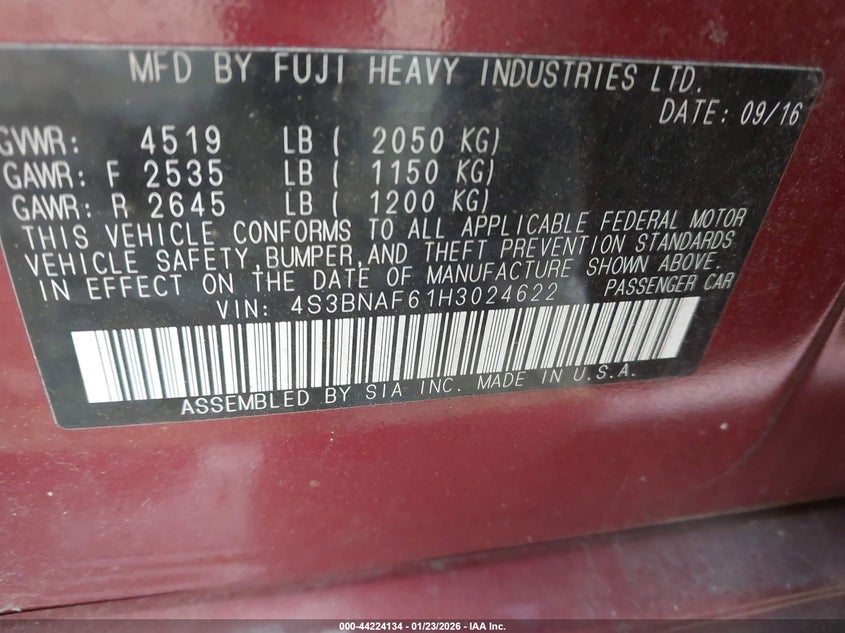 MFD BY FUJI HEAVY INDUSTRIES LTD.
DATE: 09/16
GVWR: 4519 LB ( 2050 KG)
GAWR: F 2535 LB ( 1150 KG)
GAWR: R 2645 LB ( 1200 KG)
THIS VEHICLE CONFORMS TO ALL APPLICABLE FEDERAL MOTOR
VEHICLE SAFETY, BUMPER, AND THEFT PREVENTION STANDARDS
IN EFFECT ON THE DATE OF MANUFACTURE SHOWN ABOVE.
VIN: 4S3BNAF61H3024622 PASSENGER CAR
ASSEMBLED BY SIA INC. MADE IN U.S.A.
000-44224134 - 01/23/2026 - IAA Inc.